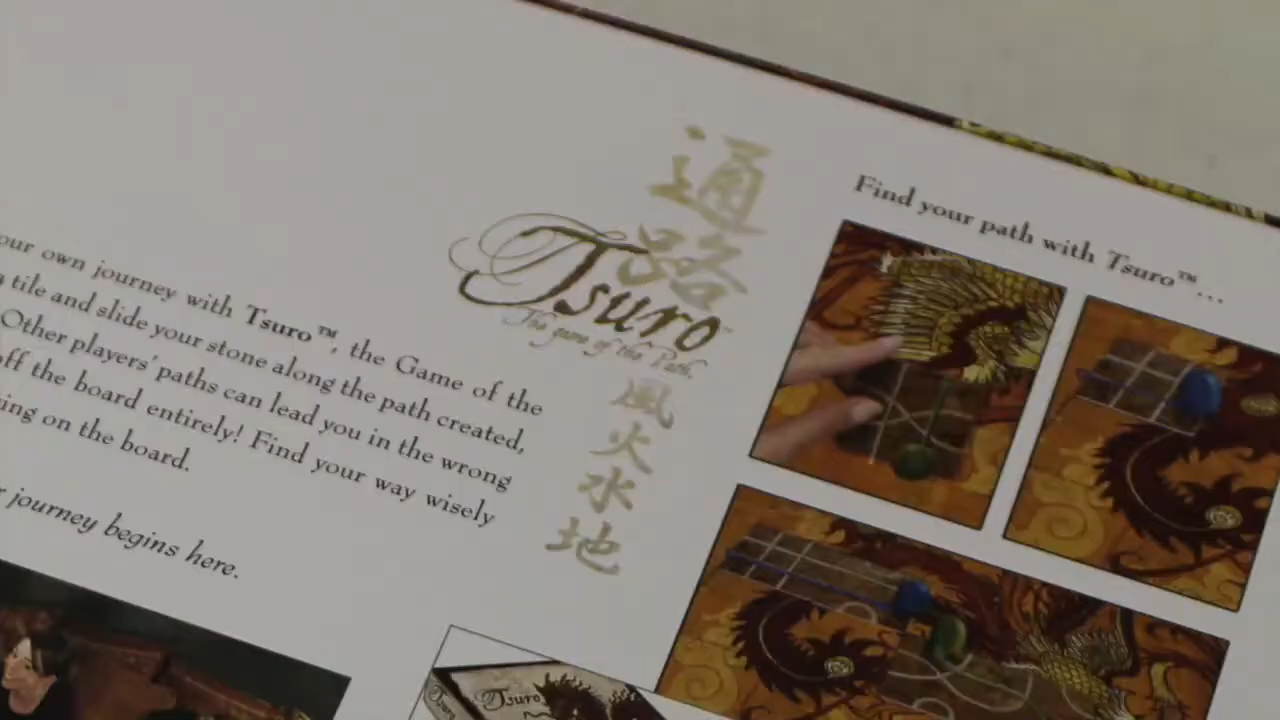 our own journey with Tsuro™, the Game of the
tile and slide your stone along the path created,
Other players' paths can lead you in the wrong
off the board entirely! Find your way wisely
ing on the board.
journey begins here.
通路
Tsuro™
The game of the Path.
風火水地
Find your path with Tsuro™...
Tsuro
Tsuro